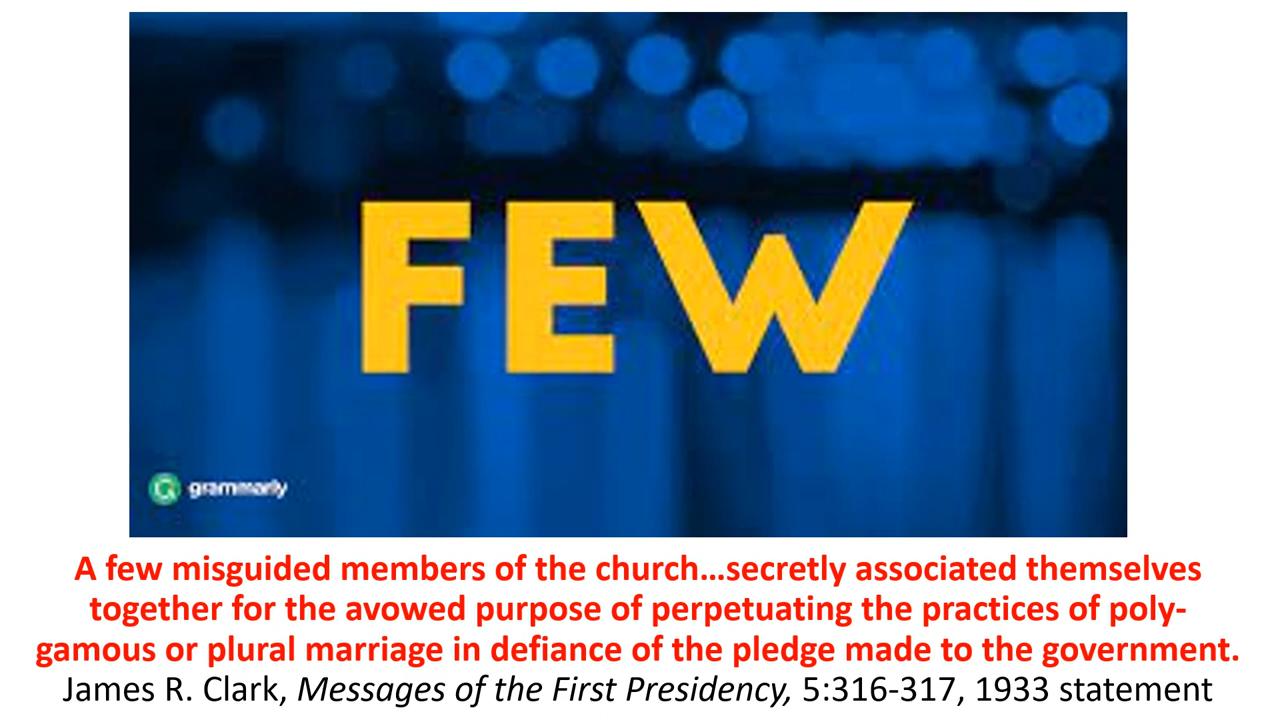 FEW
grammarly
A few misguided members of the church…secretly associated themselves
together for the avowed purpose of perpetuating the practices of poly-
gamous or plural marriage in defiance of the pledge made to the government.
James R. Clark, Messages of the First Presidency, 5:316-317, 1933 statement